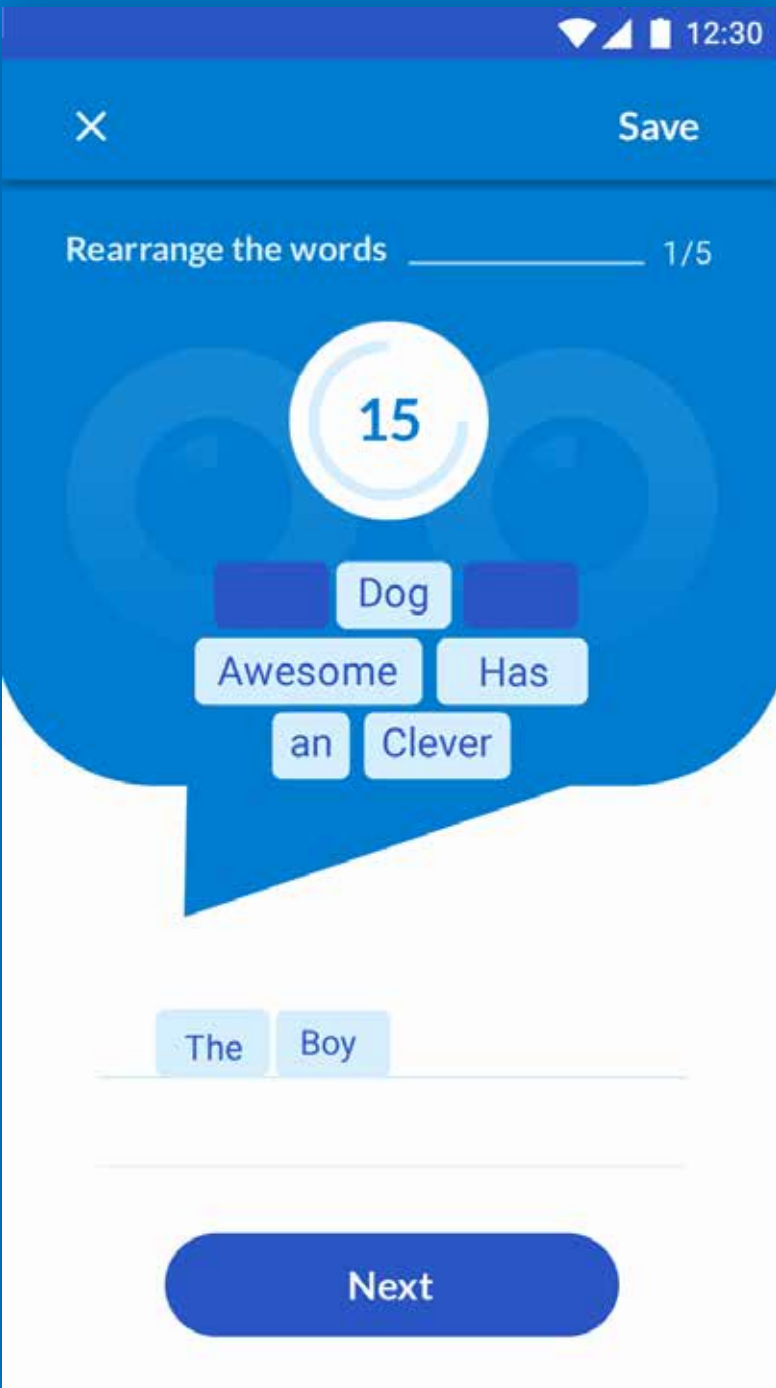 12:30
Save
Rearrange the words 1/5
15
Dog
Awesome Has
an Clever
The Boy
Next